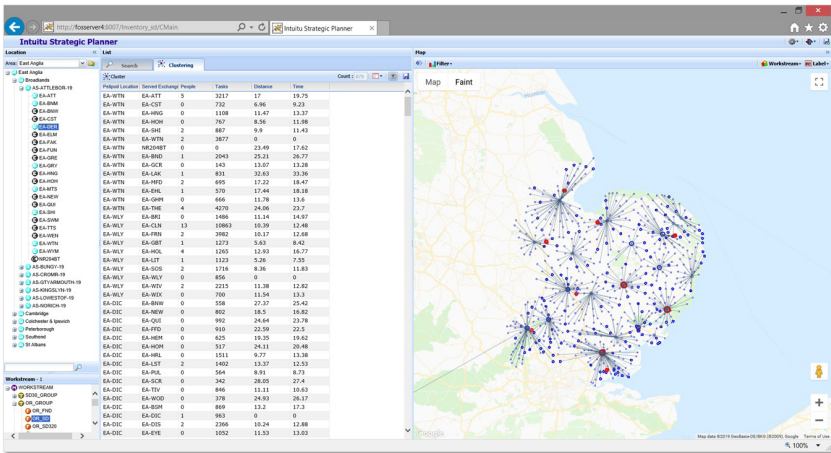 http://fosserver4:6007/Inventory_sd/CMain
Intuitu Strategic Planner
Intuitu Strategic Planner
Location
List
Map
Area: East Anglia
Search
Clustering
Filter
Workstream
Label
Cluster
Count :
Map Faint
East Anglia
Broadlands
AS-ATTLEBOR-19
EA-ATT
EA-BNM
EA-BNW
EA-CST
EA-DER
EA-ELM
EA-FAK
EA-FUN
EA-GRE
EA-GRY
EA-HNG
EA-HOH
EA-MTS
EA-NEW
EA-QUI
EA-SHI
EA-SWM
EA-TTS
EA-WEN
EA-WTN
EA-WYM
NR204BT
AS-BUNGY-19
AS-CROMR-19
AS-GTYARMOUTH-19
AS-KINGSLYN-19
AS-LOWESTOF-19
AS-NORICH-19
Cambridge
Colchester & Ipswich
Peterborough
Southend
St Albans
Workstream - 1
WORKSTREAM
SD30_GROUP
OR_GROUP
OR_FND
OR_SD
OR_SD320
Pelipod Location Served Exchange People Tasks Distance Time
EA-WTN EA-ATT 5 3217 17 19.75
EA-WTN EA-CST 0 732 6.96 9.23
EA-WTN EA-HNG 0 1108 11.47 13.37
EA-WTN EA-HOH 0 767 8.56 11.98
EA-WTN EA-SHI 2 887 9.9 11.43
EA-WTN EA-WTN 2 3877 0 0
EA-WTN NR204BT 0 0 23.49 17.62
EA-WTN EA-BND 1 2043 25.21 26.77
EA-WTN EA-GCR 0 143 13.07 13.28
EA-WTN EA-LAK 1 831 32.63 33.36
EA-WTN EA-MFD 2 695 17.22 18.47
EA-WTN EA-EHL 1 570 17.44 18.18
EA-WTN EA-GHM 0 666 11.78 13.6
EA-WTN EA-THE 4 4270 24.06 23.7
EA-WLY EA-BRI 0 1486 11.14 14.97
EA-WLY EA-CLN 13 10863 10.39 12.48
EA-WLY EA-FRN 2 3982 10.17 12.68
EA-WLY EA-GBT 1 1273 5.63 8.42
EA-WLY EA-HOL 4 1265 12.93 16.77
EA-WLY EA-LIT 1 1123 5.26 7.55
EA-WLY EA-SOS 2 1716 8.36 11.83
EA-WLY EA-WLY 0 856 0 0
EA-WLY EA-WIV 2 2215 11.38 12.82
EA-WLY EA-WIX 0 700 11.54 13.3
EA-DIC EA-BNW 0 558 27.37 25.42
EA-DIC EA-NEW 0 802 18.5 16.82
EA-DIC EA-QUI 0 992 24.64 23.78
EA-DIC EA-FFD 0 910 22.59 22.5
EA-DIC EA-HEM 0 625 19.35 19.62
EA-DIC EA-HOM 0 517 24.11 20.48
EA-DIC EA-HRL 0 1511 9.77 13.38
EA-DIC EA-LST 2 1402 13.37 12.53
EA-DIC EA-PUL 0 564 8.91 8.73
EA-DIC EA-SCR 0 342 28.05 27.4
EA-DIC EA-TIV 0 846 11.11 10.63
EA-DIC EA-WOD 0 378 24.93 26.17
EA-DIC EA-BSM 0 869 13.2 17.3
EA-DIC EA-DIC 1 963 0 0
EA-DIC EA-DIS 2 2366 10.24 12.88
EA-DIC EA-EYE 0 1052 11.53 13.03
Google
Map data ©2019 GeoBasis-DE/BKG (©2009), Google Terms of Use
100%